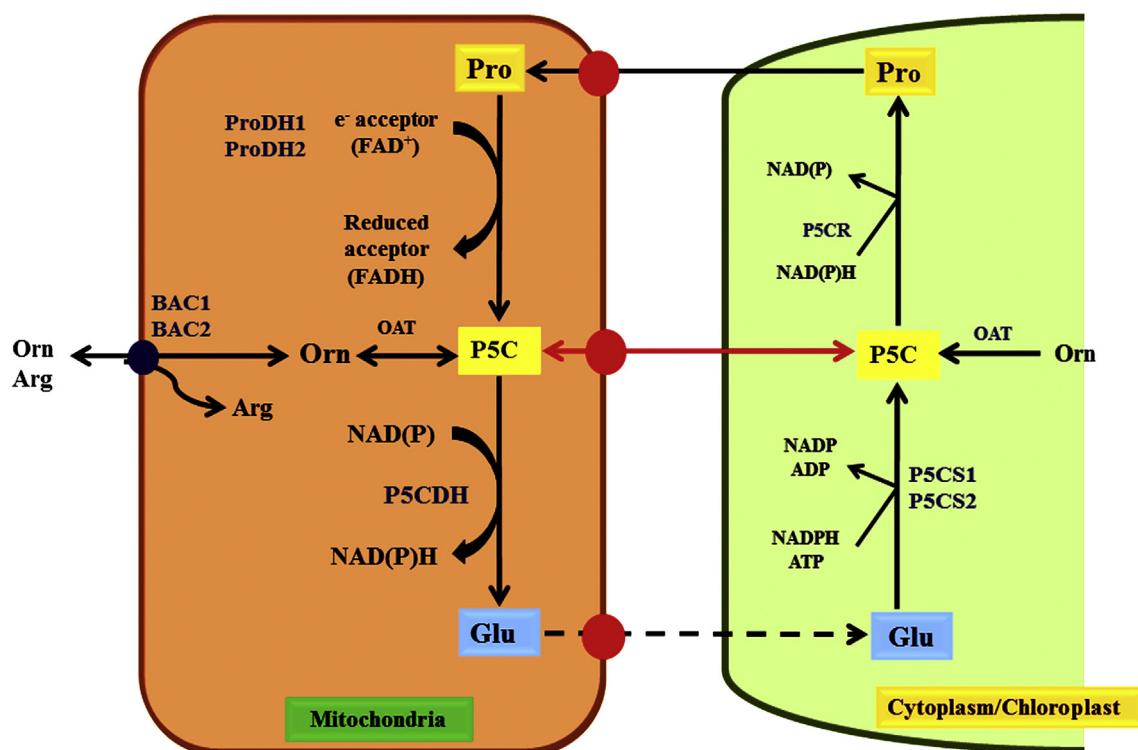 Pro
ProDH1
ProDH2
e- acceptor
(FAD+)
Reduced
acceptor
(FADH)
BAC1
BAC2
Orn
Arg
Orn
OAT
P5C
Arg
NAD(P)
P5CDH
NAD(P)H
Glu
Mitochondria
Pro
NAD(P)
P5CR
NAD(P)H
P5C
OAT
Orn
NADP
ADP
P5CS1
P5CS2
NADPH
ATP
Glu
Cytoplasm/Chloroplast